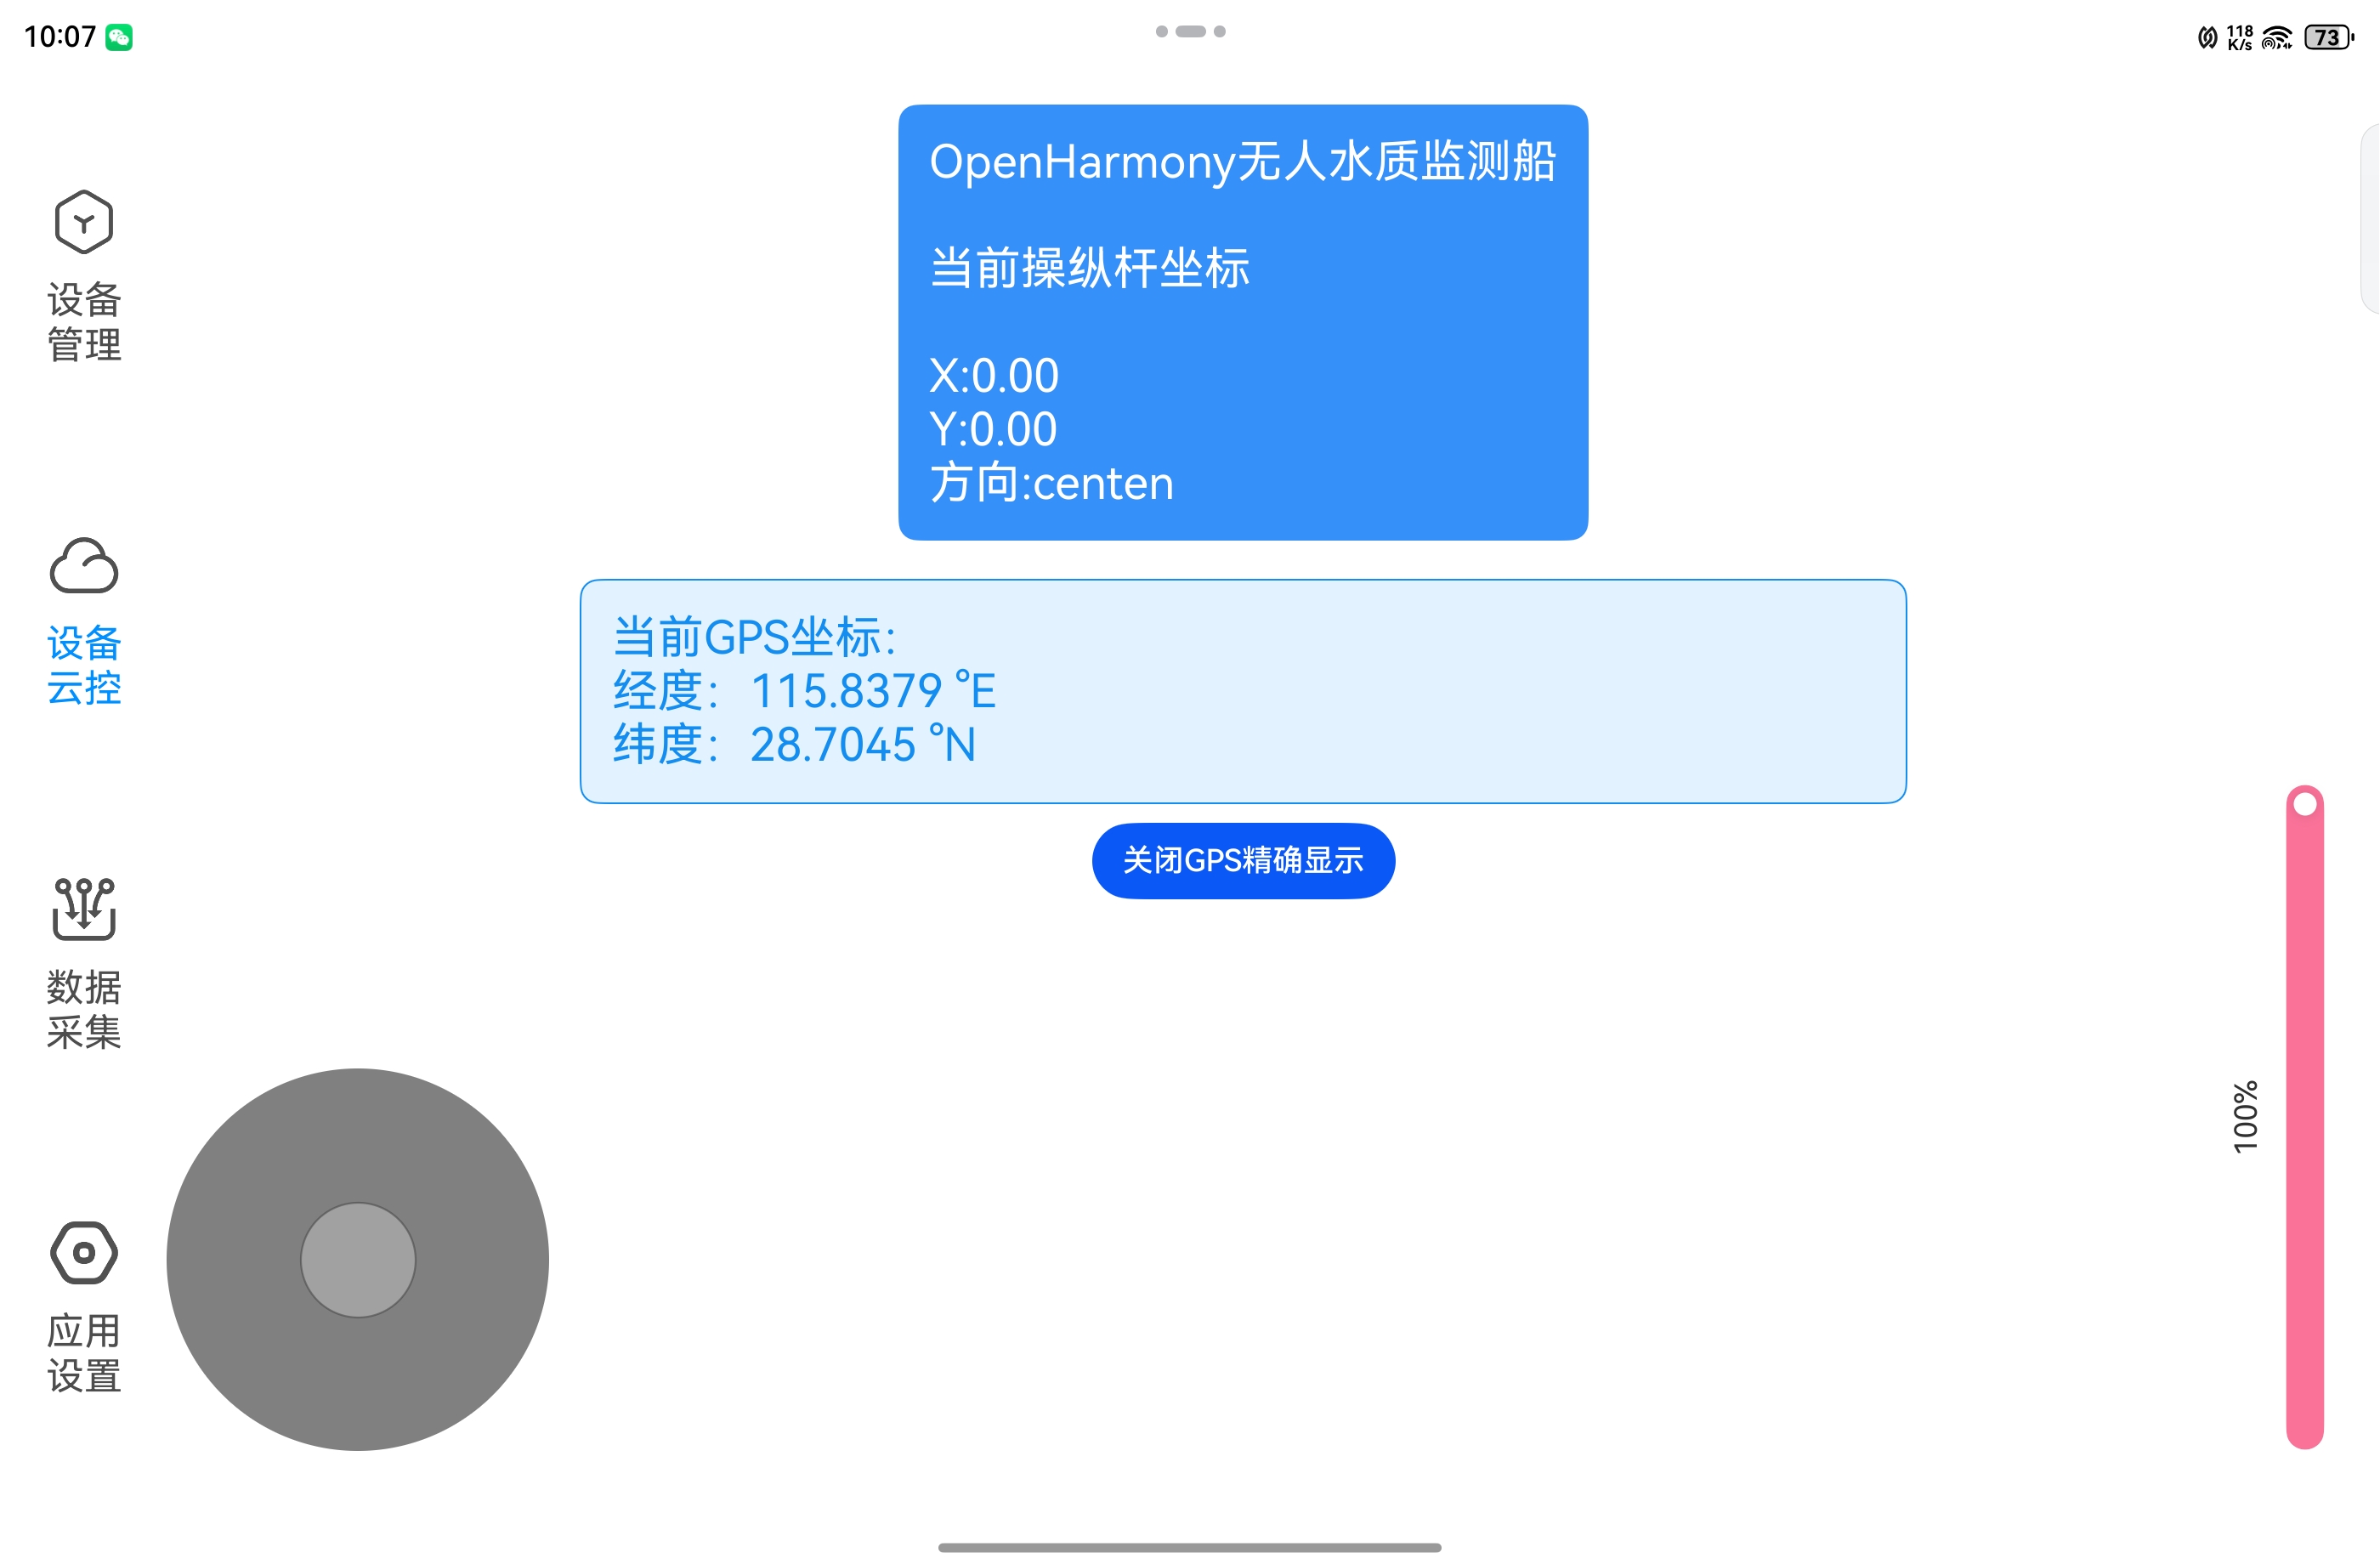 10:07
118
K/s
73
OpenHarmony无人水质监测船
当前操纵杆坐标
X:0.00
Y:0.00
方向:centen
设备
管理
设备
云控
数据
采集
应用
设置
当前GPS坐标：
经度： 115.8379 °E
纬度： 28.7045 °N
关闭GPS精确显示
100%